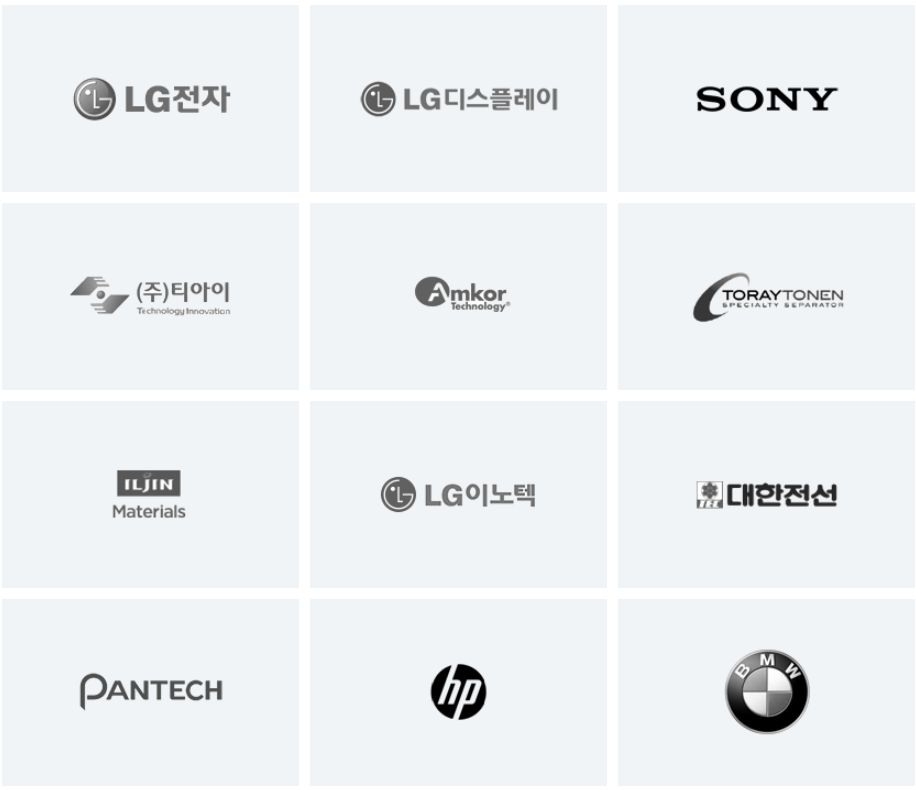 LG전자
LG디스플레이
SONY
(주)티아이
Technology Innovation
Amkor
Technology®
TORAYTONEN
SPECIALTY SEPARATOR
ILJIN
Materials
LG이노텍
TEC 대한전선
PANTECH
hp
BMW